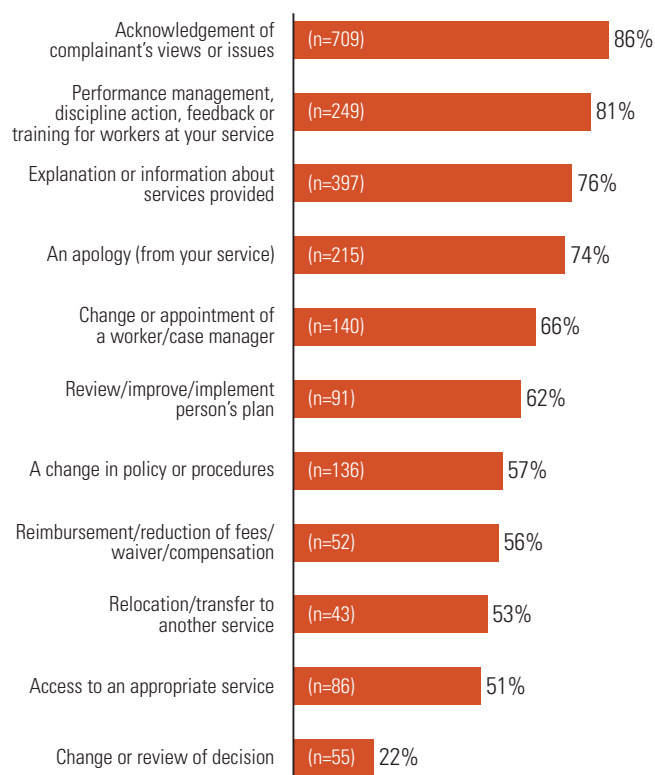 Acknowledgement of
complainant’s views or issues
(n=709)
86%
Performance management,
discipline action, feedback or
training for workers at your service
(n=249)
81%
Explanation or information about
services provided
(n=397)
76%
An apology (from your service)
(n=215)
74%
Change or appointment of
a worker/case manager
(n=140)
66%
Review/improve/implement
person’s plan
(n=91)
62%
A change in policy or procedures
(n=136)
57%
Reimbursement/reduction of fees/
waiver/compensation
(n=52)
56%
Relocation/transfer to
another service
(n=43)
53%
Access to an appropriate service
(n=86)
51%
Change or review of decision
(n=55)
22%